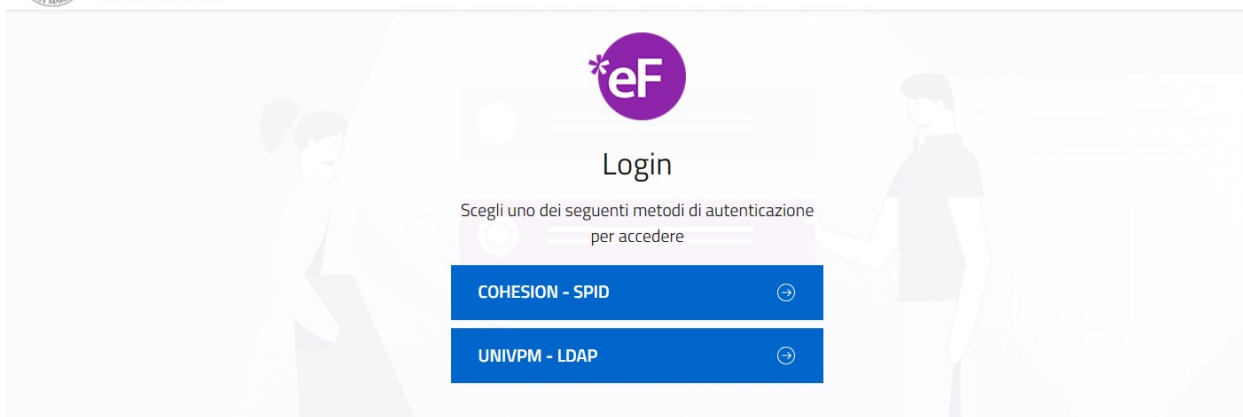 *eF
Login
Scegli uno dei seguenti metodi di autenticazione
per accedere
COHESION - SPID
UNIVPM - LDAP